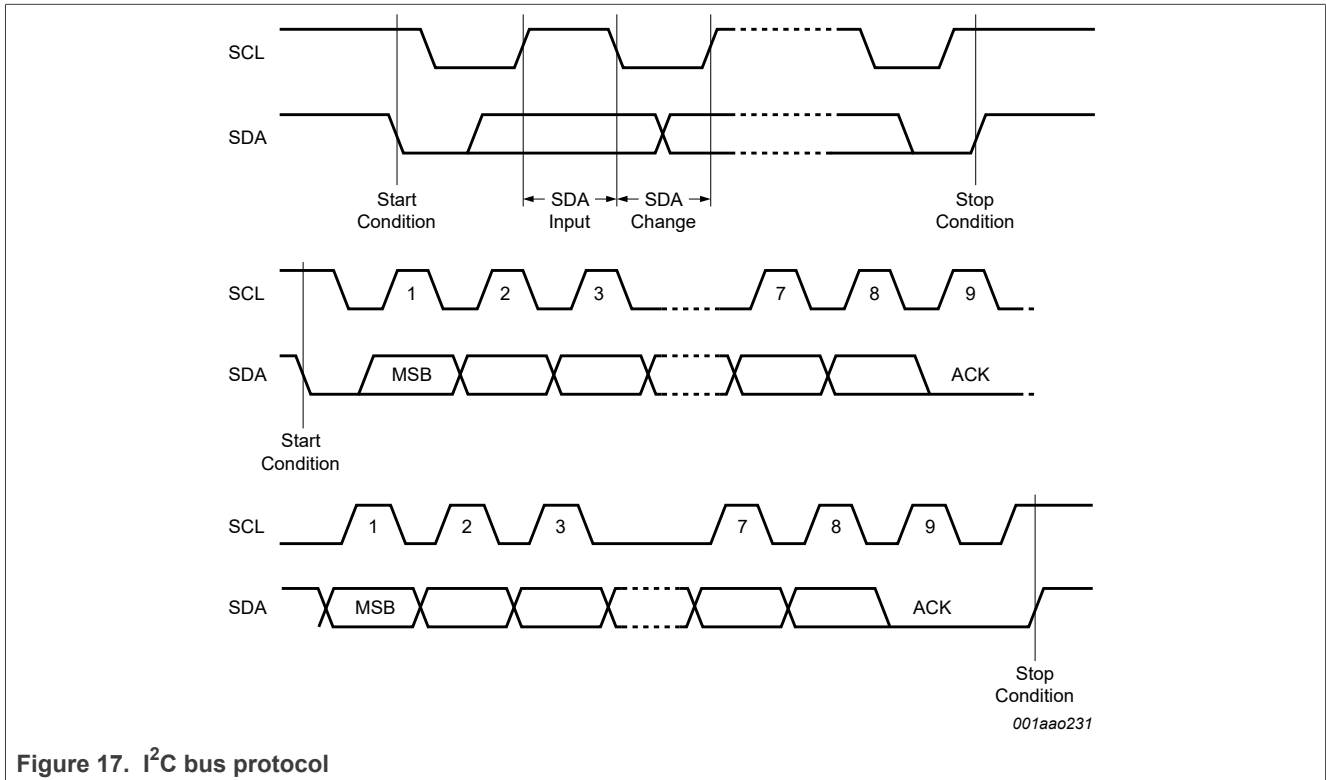 SCL
SDA
Start
Condition
SDA
Input
SDA
Change
Stop
Condition
SCL
1 2 3 7 8 9
SDA
MSB
ACK
Start
Condition
SCL
1 2 3 7 8 9
SDA
MSB
ACK
Stop
Condition
001aao231
Figure 17. I²C bus protocol